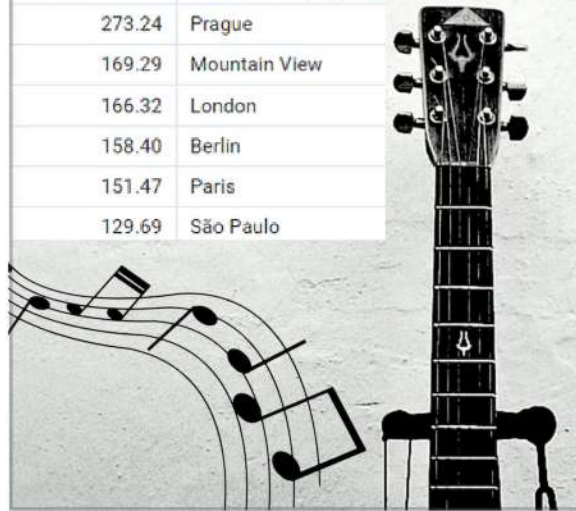 273.24 Prague
169.29 Mountain View
166.32 London
158.40 Berlin
151.47 Paris
129.69 São Paulo